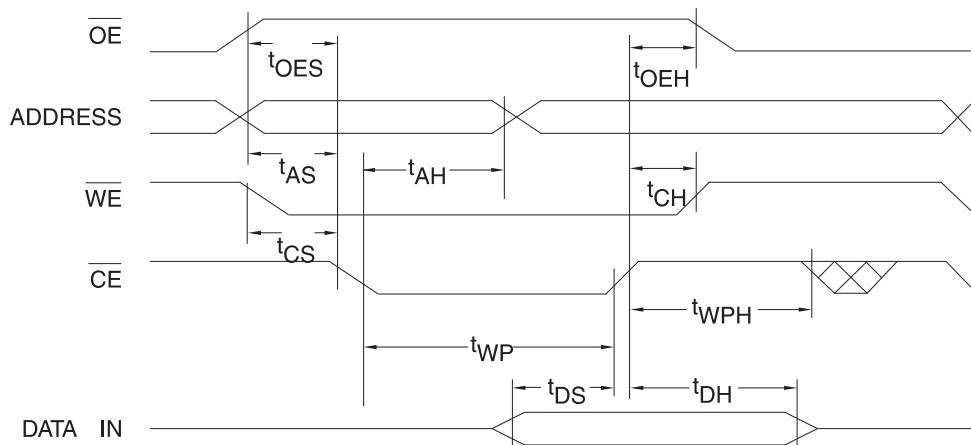 OE
tOES
tOEH
ADDRESS
tAS
tAH
tCH
WE
tCS
CE
tWPH
tWP
tDS
tDH
DATA IN